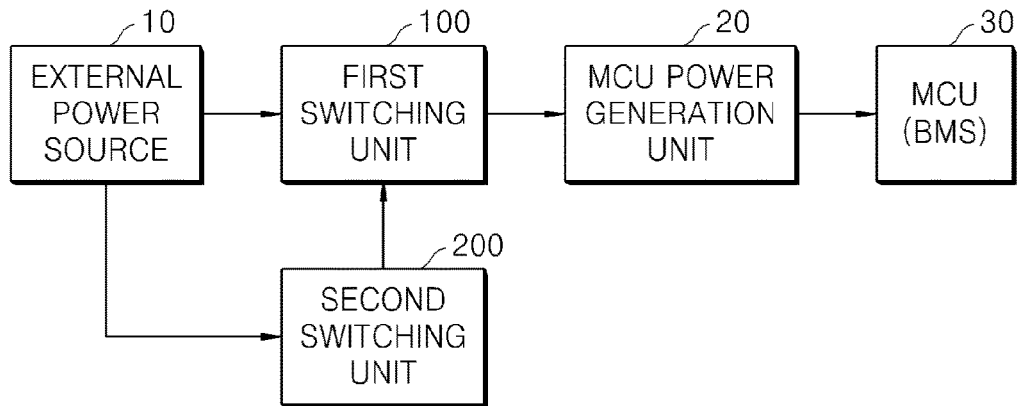 10
EXTERNAL
POWER
SOURCE
100
FIRST
SWITCHING
UNIT
20
MCU POWER
GENERATION
UNIT
30
MCU
(BMS)
200
SECOND
SWITCHING
UNIT